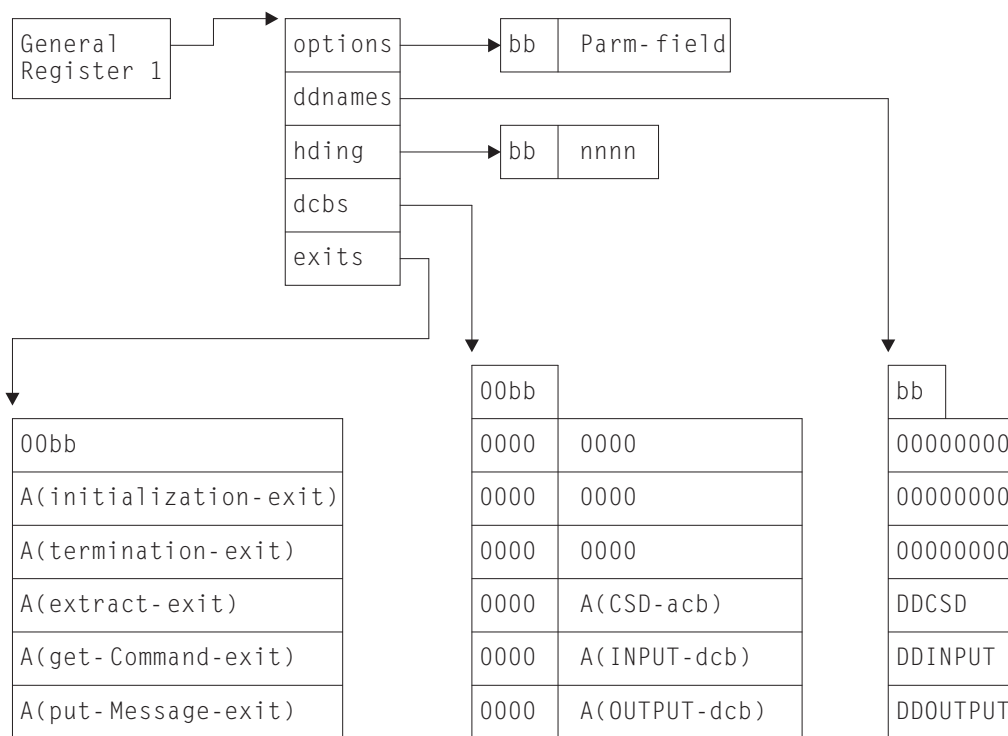 General
Register 1
options
bb Parm-field
ddnames
hding
bb nnnn
dcbs
exits
00bb
A(initialization-exit)
A(termination-exit)
A(extract-exit)
A(get-Command-exit)
A(put-Message-exit)
00bb
0000 0000
0000 0000
0000 0000
0000 A(CSD-acb)
0000 A(INPUT-dcb)
0000 A(OUTPUT-dcb)
bb
00000000
00000000
00000000
DDCSD
DDINPUT
DDOUTPUT